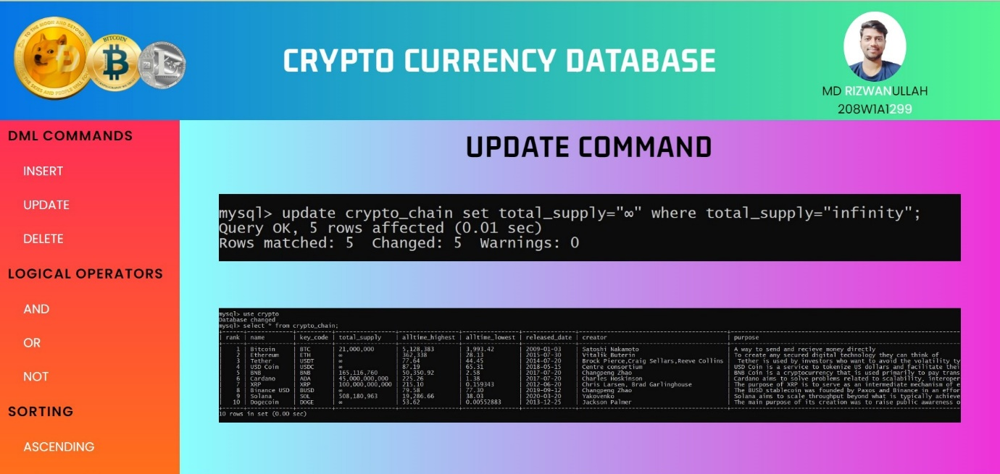 TO THE MOON AND BEYOND
BITCOIN
CRYPTO CURRENCY DATABASE
MD RIZWANULLAH
208W1A1299
DML COMMANDS
INSERT
UPDATE
DELETE
LOGICAL OPERATORS
AND
OR
NOT
SORTING
ASCENDING
UPDATE COMMAND
mysql> update crypto_chain set total_supply="∞" where total_supply="infinity";
Query OK, 5 rows affected (0.01 sec)
Rows matched: 5  Changed: 5  Warnings: 0
mysql> use crypto
Database changed
mysql> select * from crypto_chain;
| rank | name | key_code | total_supply | alltime_highest | alltime_lowest | released_date | creator | purpose
| 1 | Bitcoin | BTC | 21,000,000 | 5,128,383 | 3,993.42 | 2009-01-03 | Satoshi Nakamoto | A way to send and recieve money directly
| 2 | Ethereum | ETH | ∞ | 362,338 | 28.13 | 2015-07-30 | Vitalik Buterin | To create any secured digital technology they can think of
| 3 | Tether | USDT | ∞ | 77.64 | 44.45 | 2014-07-20 | Brock Pierce,Craig Sellars,Reeve Collins | Tether is used by investors who want to avoid the volatility ty
| 4 | USD Coin | USDC | ∞ | 87.19 | 65.31 | 2018-05-15 | Centre consortium | USD Coin is a service to tokenize US dollars and facilitate thei
| 5 | BNB | BNB | 165,116,760 | 50,350.92 | 2.58 | 2017-07-20 | Changpeng Zhao | BNB Coin is a cryptocurrency that is used primarily to pay trans
| 6 | Cardano | ADA | 45,000,000,000 | 225.26 | 1.38 | 2017-07-20 | Charles Hoskinson | Cardano aims to solve problems related to scalability, interoper
| 7 | XRP | XRP | 100,000,000,000 | 215.10 | 0.159343 | 2012-06-20 | Chris Larsen, Brad Garlinghouse | The purpose of XRP is to serve as an intermediate mechanism of e
| 8 | Binance USD | BUSD | ∞ | 79.58 | 77.30 | 2019-09-12 | Changpeng Zhao | The BUSD stablecoin was founded by Paxos and Binance in an effor
| 9 | Solana | SOL | 508,180,963 | 19,286.66 | 38.03 | 2020-03-20 | Yakovenko | Solana aims to scale throughput beyond what is typically achieve
| 10 | Dogecoin | DOGE | ∞ | 53.62 | 0.00552883 | 2013-12-25 | Jackson Palmer | The main purpose of its creation was to raise public awareness o
10 rows in set (0.00 sec)